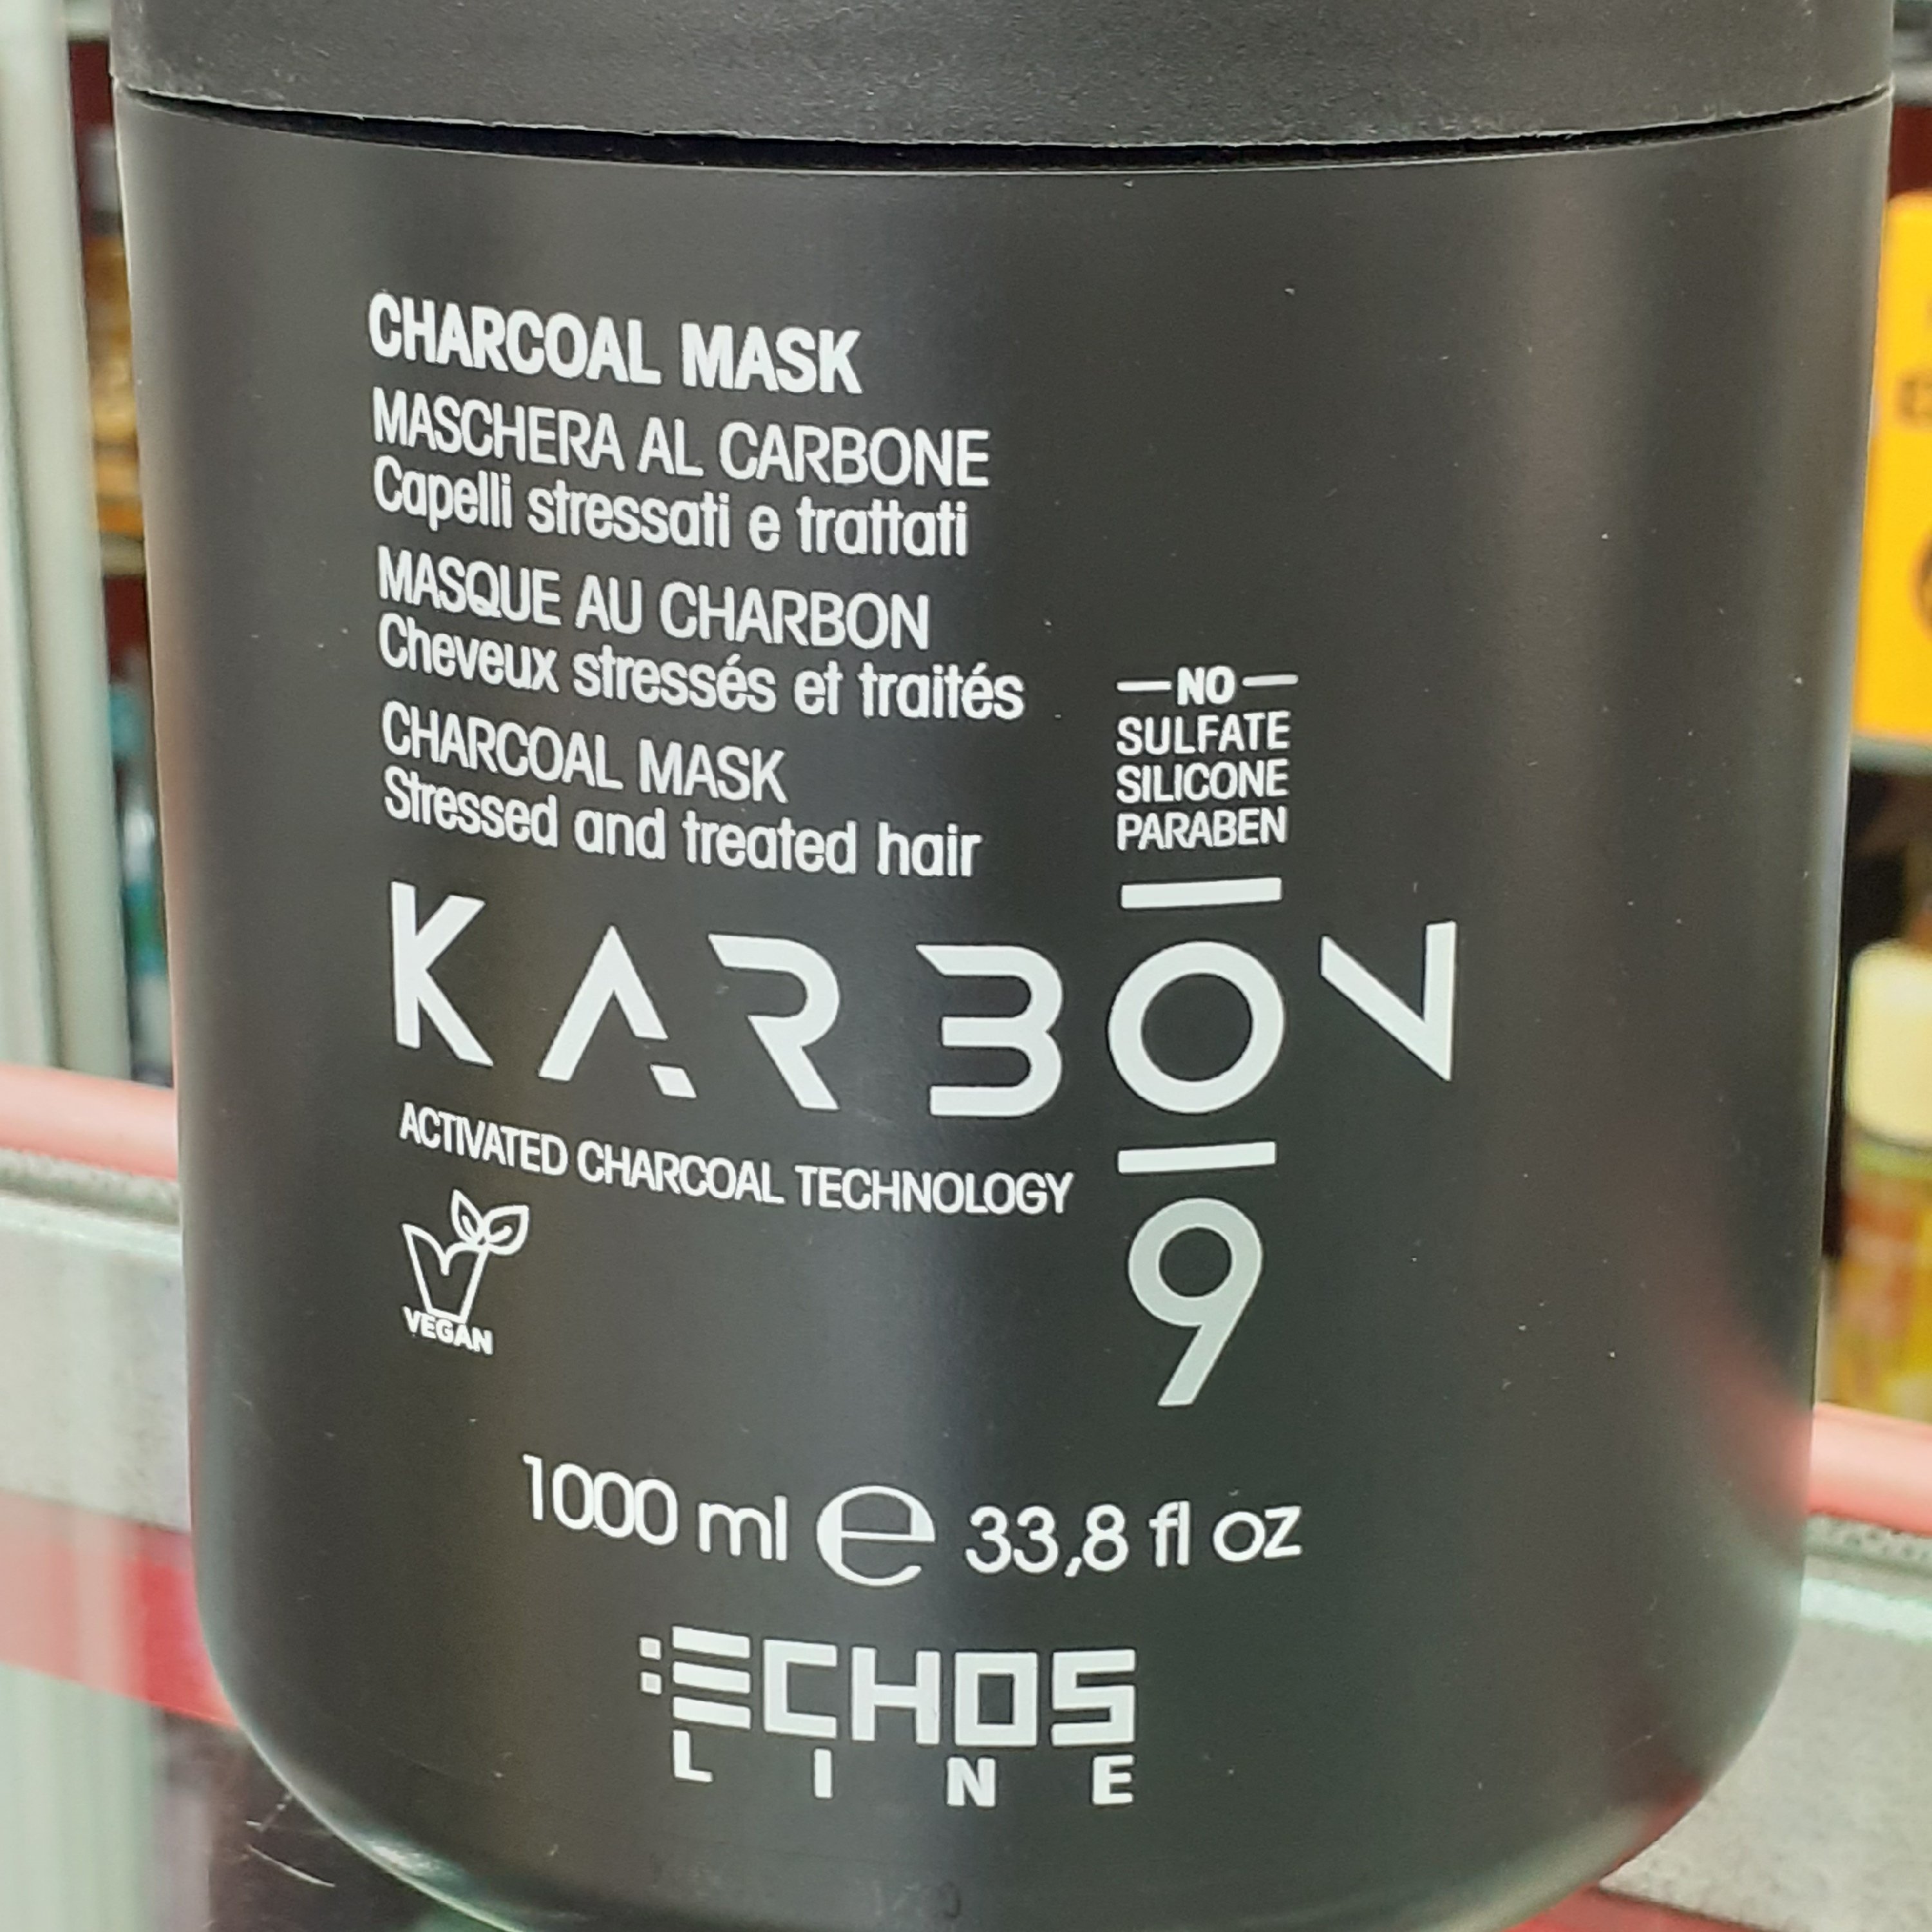 CHARCOAL MASK
MASCHERA AL CARBONE
Capelli stressati e trattati
MASQUE AU CHARBON
Cheveux stressés et traités
CHARCOAL MASK
Stressed and treated hair
NO
SULFATE
SILICONE
PARABEN
KARBON
9
ACTIVATED CHARCOAL TECHNOLOGY
VEGAN
1000 ml e 33,8 fl oz
ECHOS
LINE